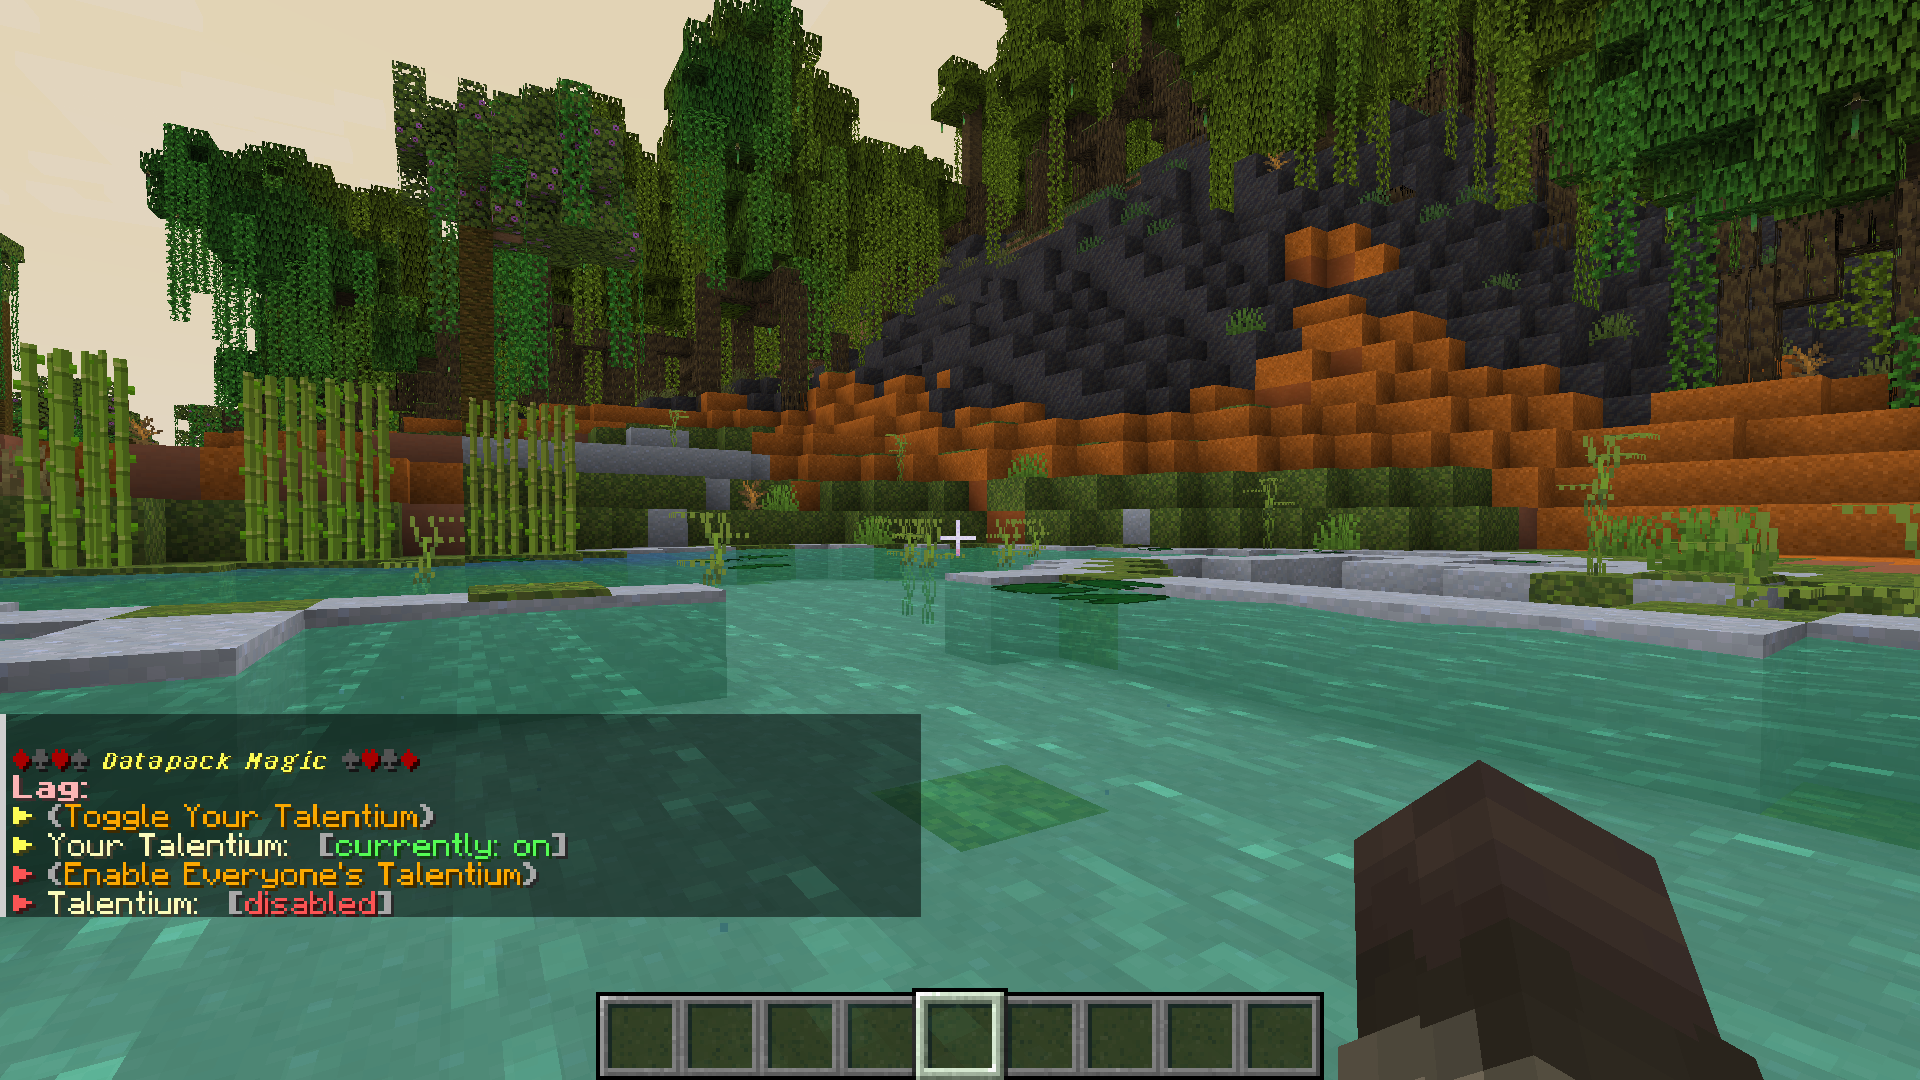 ♦♣♥♠ Datapack Magic ♠♥♣♦
Lag:
► (Toggle Your Talentium)
► Your Talentium: [currently: on]
► (Enable Everyone's Talentium)
► Talentium: [disabled]